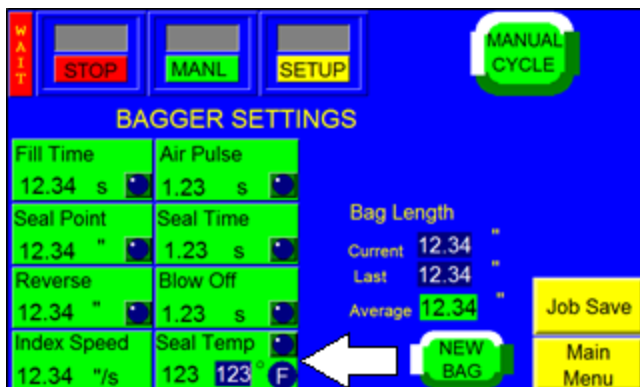 WAIT
STOP
MANL
SETUP
MANUAL
CYCLE
BAGGER SETTINGS
Fill Time
12.34 s
Air Pulse
1.23 s
Seal Point
12.34 "
Seal Time
1.23 s
Reverse
12.34 "
Blow Off
1.23 s
Index Speed
12.34 "/s
Seal Temp
123 123 ° F
Bag Length
Current 12.34 "
Last 12.34 "
Average 12.34 "
NEW
BAG
Job Save
Main
Menu